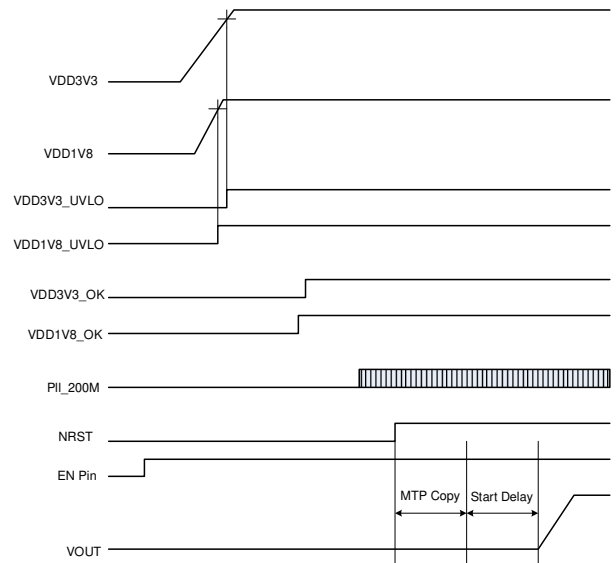 VDD3V3
VDD1V8
VDD3V3_UVLO
VDD1V8_UVLO
VDD3V3_OK
VDD1V8_OK
Pll_200M
NRST
EN Pin
MTP Copy
Start Delay
VOUT